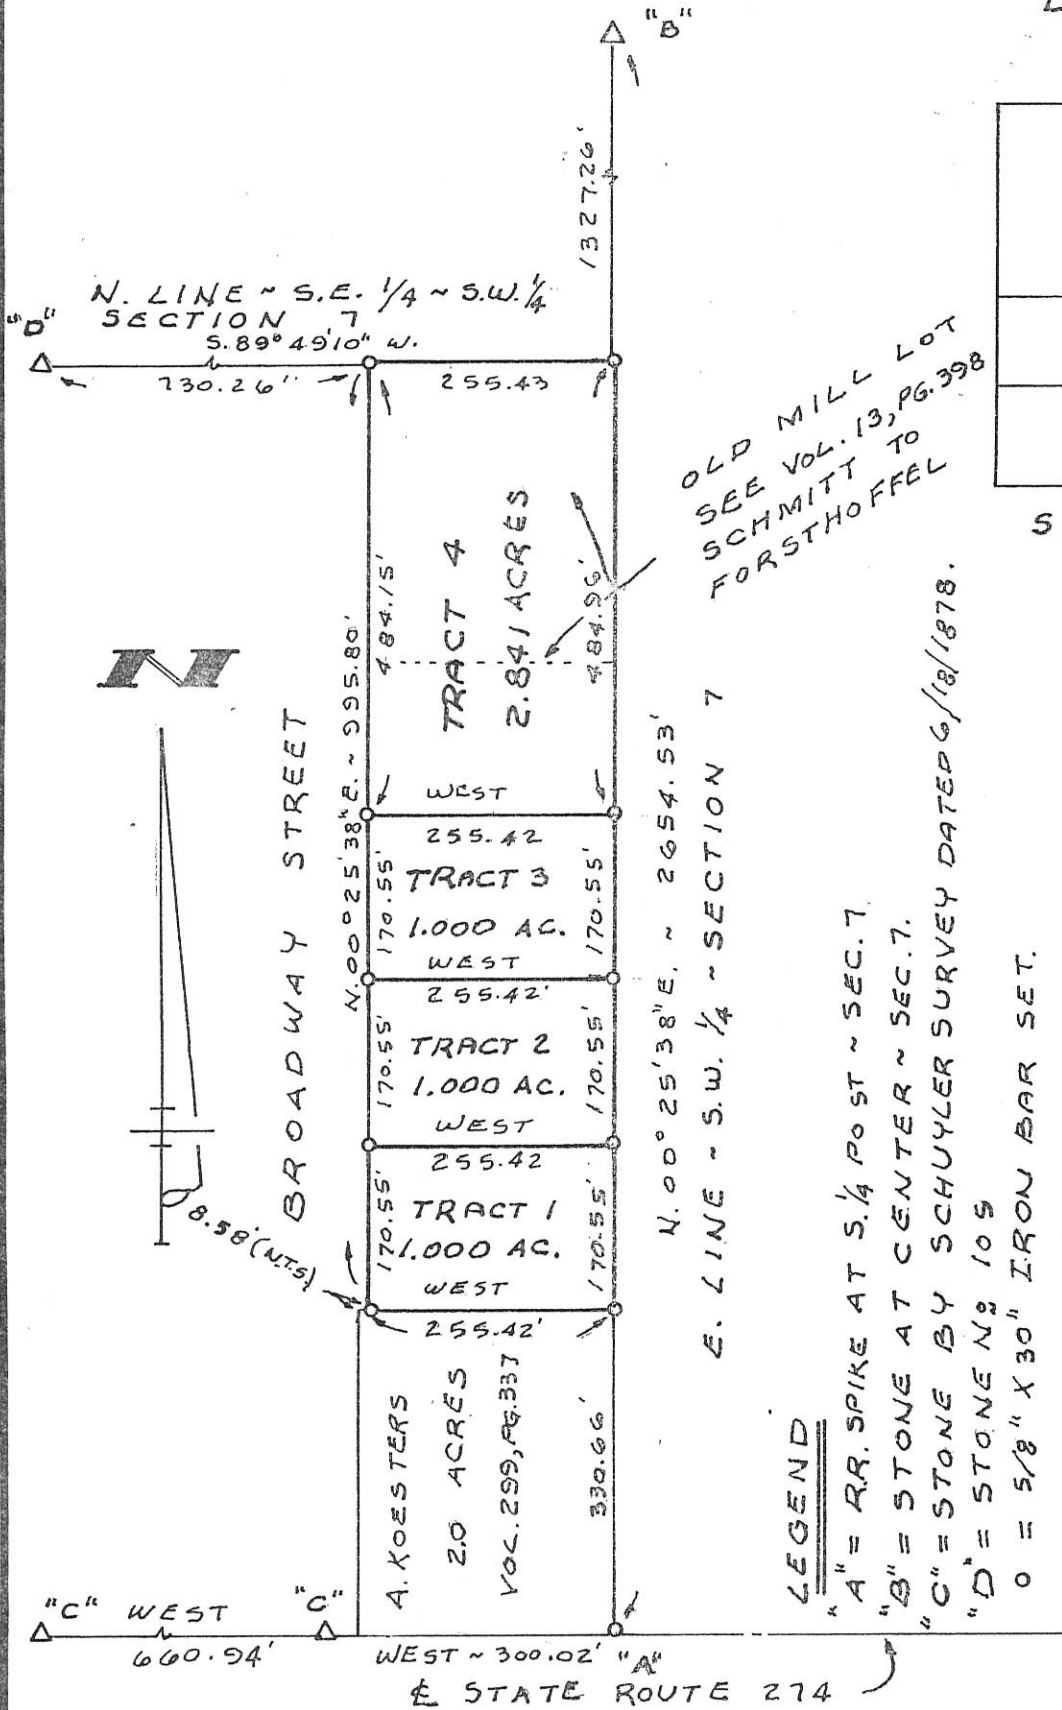 "B"
1327.26'
N. LINE ~ S.E. 1/4 ~ S.W. 1/4
SECTION 7
"D"
S. 89° 49' 10" W.
730.26"
255.43
OLD MILL LOT
SEE VOL. 13, PG. 398
SCHMITT TO
FORSTHOFFEL
S
484.15'
TRACT 4
2.841 ACRES
484.96'
N
BROADWAY STREET
N. 00° 25' 38" E. ~ 995.80'
WEST
255.42
170.55'
TRACT 3
1.000 AC.
170.55'
WEST
255.42'
170.55'
TRACT 2
1.000 AC.
170.55'
WEST
255.42
170.55'
TRACT 1
1.000 AC.
170.55'
WEST
255.42'
8.58' (N.T.S.)
N. 00° 25' 38" E. ~ 2654.53'
E. LINE ~ S.W. 1/4 ~ SECTION 7
A. KOESTERS
2.0 ACRES
VOL. 299, PG. 337
330.66'
LEGEND
"A" = R.R. SPIKE AT S. 1/4 POST ~ SEC. 7
"B" = STONE AT CENTER ~ SEC. 7.
"C" = STONE BY SCHUYLER SURVEY DATED 6/18/1878.
"D" = STONE No 105
O = 5/8" X 30" IRON BAR SET.
"C" WEST "C"
660.94'
WEST ~ 300.02' "A"
℄ STATE ROUTE 274